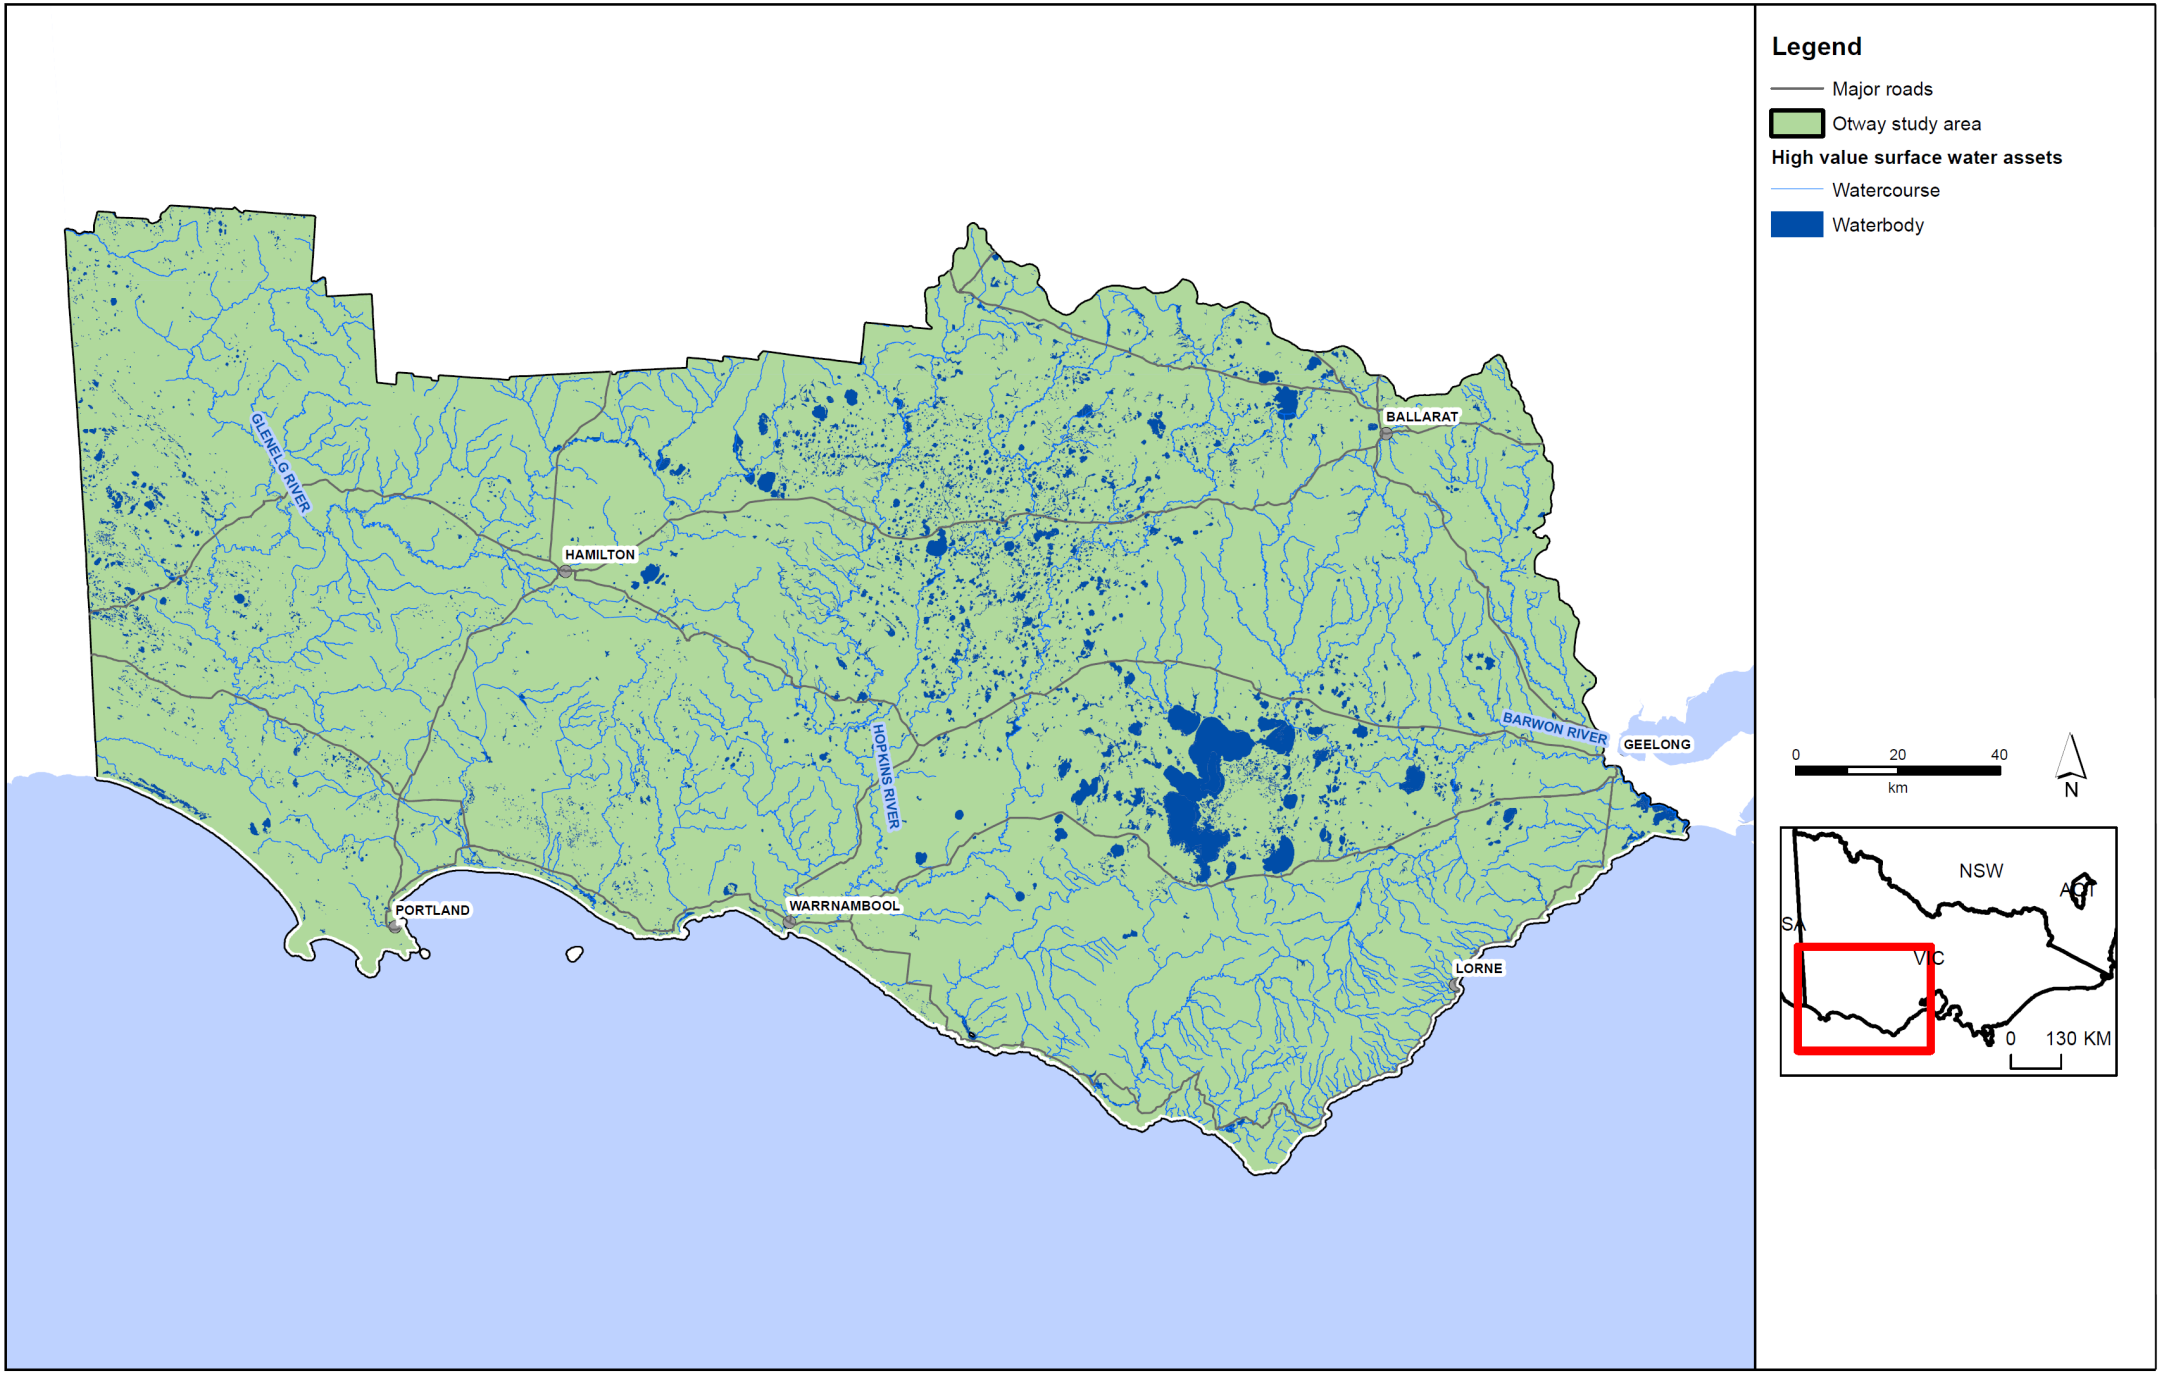 Legend
Major roads
Otway study area
High value surface water assets
Watercourse
Waterbody
GLENELG RIVER
BALLARAT
HAMILTON
HOPKINS RIVER
BARWON RIVER
GEELONG
PORTLAND
WARRNAMBOOL
LORNE
0 20 40
km
N
NSW
ACT
SA
VIC
0 130 KM